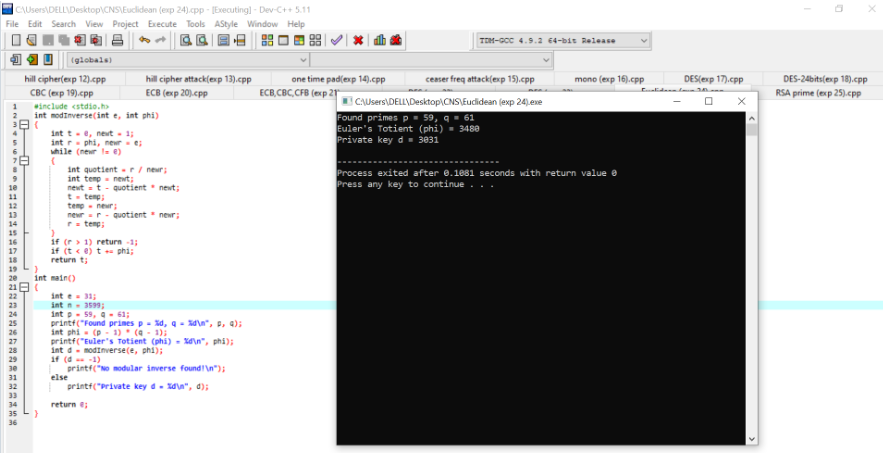 C:\Users\DELL\Desktop\CNS\Euclidean (exp 24).cpp - [Executing] - Dev-C++ 5.11
File Edit Search View Project Execute Tools AStyle Window Help
TDM-GCC 4.9.2 64-bit Release
(globals)
hill cipher(exp 12).cpp hill cipher attack(exp 13).cpp one time pad(exp 14).cpp ceaser freq attack(exp 15).cpp mono (exp 16).cpp DES(exp 17).cpp DES-24bits(exp 18).cpp
CBC (exp 19).cpp ECB (exp 20).cpp ECB,CBC,CFB (exp 21 RSA prime (exp 25).cpp
1 #include <stdio.h>
2 int modInverse(int e, int phi)
3 {
4 int t = 0, newt = 1;
5 int r = phi, newr = e;
6 while (newr != 0)
7 {
8 int quotient = r / newr;
9 int temp = newt;
10 newt = t - quotient * newt;
11 t = temp;
12 temp = newr;
13 newr = r - quotient * newr;
14 r = temp;
15 }
16 if (r > 1) return -1;
17 if (t < 0) t += phi;
18 return t;
19 }
20 int main()
21 {
22 int e = 31;
23 int n = 3599;
24 int p = 59, q = 61;
25 printf("Found primes p = %d, q = %d\n", p, q);
26 int phi = (p - 1) * (q - 1);
27 printf("Euler's Totient (phi) = %d\n", phi);
28 int d = modInverse(e, phi);
29 if (d == -1)
30 printf("No modular inverse found!\n");
31 else
32 printf("Private key d = %d\n", d);
33
34 return 0;
35 }
36
C:\Users\DELL\Desktop\CNS\Euclidean (exp 24).exe
Found primes p = 59, q = 61
Euler's Totient (phi) = 3480
Private key d = 3031
--------------------------------
Process exited after 0.1081 seconds with return value 0
Press any key to continue . . .